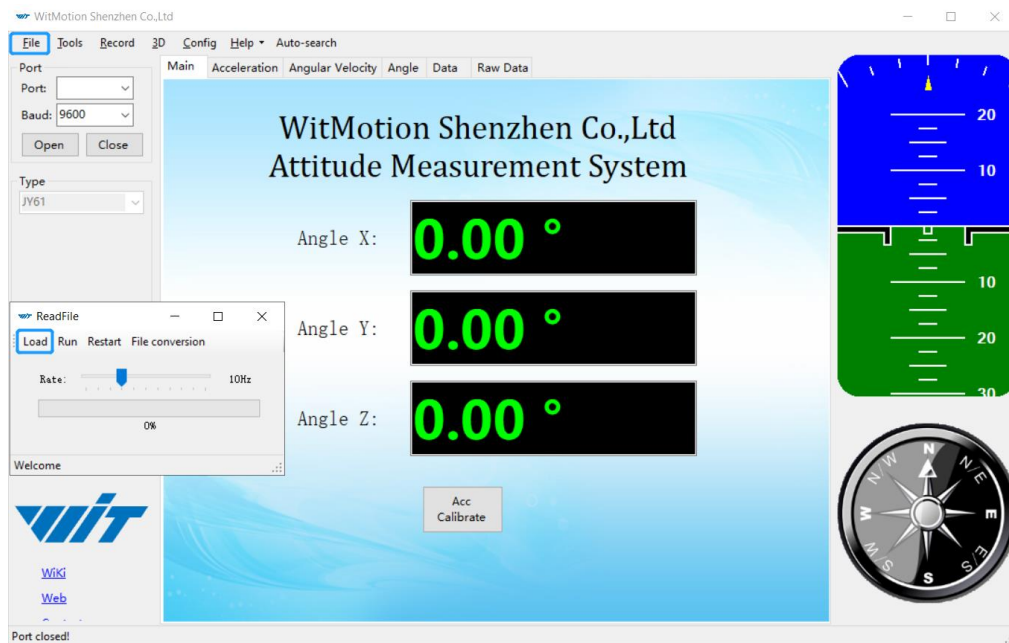 WitMotion Shenzhen Co.,Ltd
File Tools Record 3D Config Help Auto-search
Port
Port:
Baud: 9600
Open Close
Type
JY61
Main Acceleration Angular Velocity Angle Data Raw Data
WitMotion Shenzhen Co.,Ltd
Attitude Measurement System
Angle X: 0.00 °
Angle Y: 0.00 °
Angle Z: 0.00 °
Acc
Calibrate
ReadFile
Load Run Restart File conversion
Rate: 10Hz
0%
Welcome
WIT
WiKi
Web
20
10
10
20
30
N
N/E
E
S/E
S
S/W
W
N/W
Port closed!